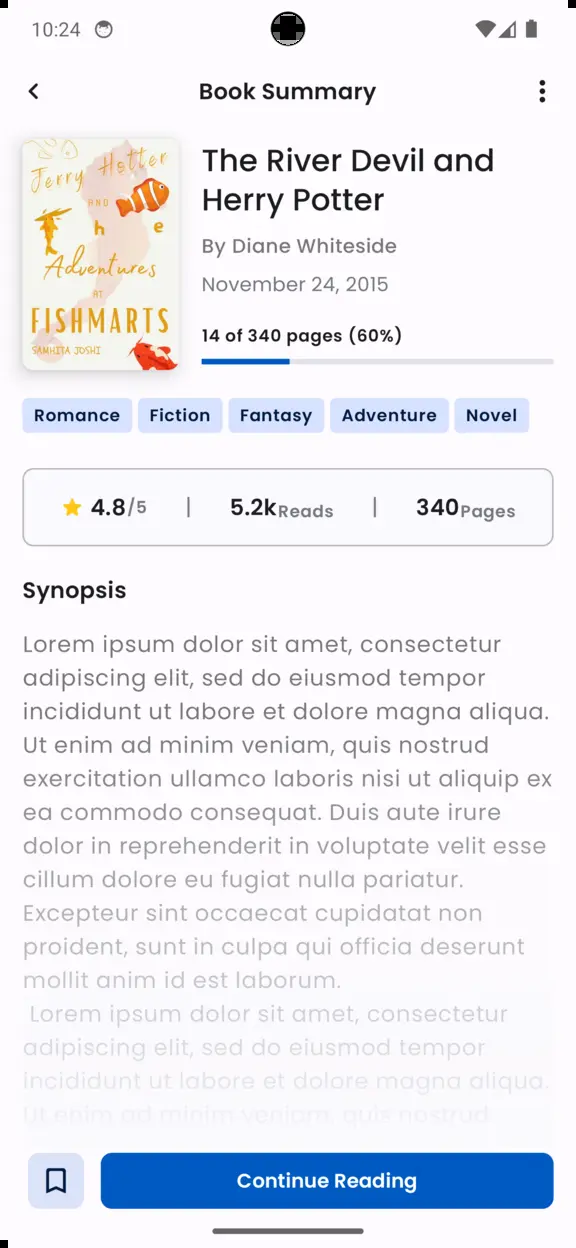 10:24
Book Summary
Jerry Hotter
AND
The
Adventures
AT
FISHMARTS
SAMHITA JOSHI
The River Devil and
Herry Potter
By Diane Whiteside
November 24, 2015
14 of 340 pages (60%)
Romance Fiction Fantasy Adventure Novel
4.8/5 | 5.2kReads | 340Pages
Synopsis
Lorem ipsum dolor sit amet, consectetur
adipiscing elit, sed do eiusmod tempor
incididunt ut labore et dolore magna aliqua.
Ut enim ad minim veniam, quis nostrud
exercitation ullamco laboris nisi ut aliquip ex
ea commodo consequat. Duis aute irure
dolor in reprehenderit in voluptate velit esse
cillum dolore eu fugiat nulla pariatur.
Excepteur sint occaecat cupidatat non
proident, sunt in culpa qui officia deserunt
mollit anim id est laborum.
Lorem ipsum dolor sit amet, consectetur
adipiscing elit, sed do eiusmod tempor
incididunt ut labore et dolore magna aliqua.
Ut enim ad minim veniam, quis nostrud
Continue Reading